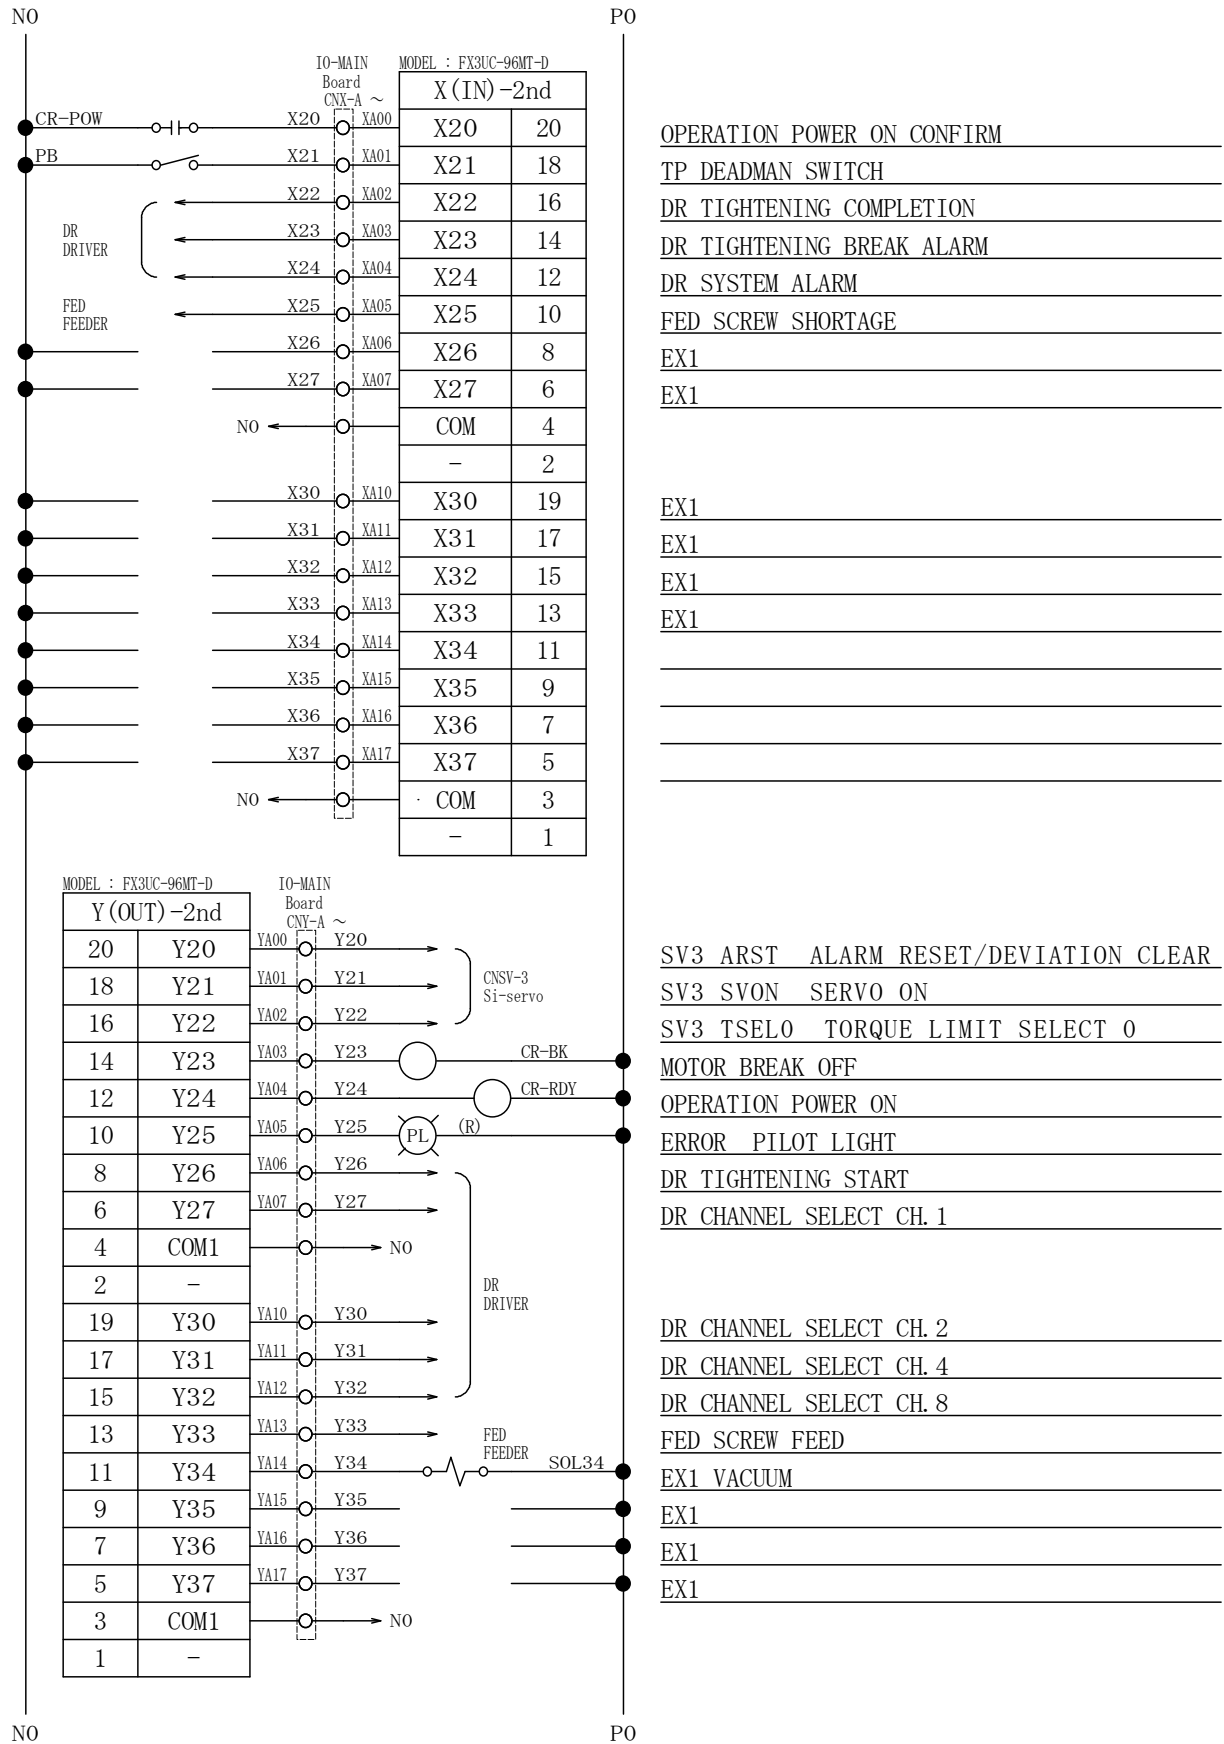 N0 P0
IO-MAIN MODEL : FX3UC-96MT-D
Board X(IN)-2nd
CNX-A ～
CR-POW X20 XA00 X20 20 OPERATION POWER ON CONFIRM
PB X21 XA01 X21 18 TP DEADMAN SWITCH
X22 XA02 X22 16 DR TIGHTENING COMPLETION
DR
DRIVER
X23 XA03 X23 14 DR TIGHTENING BREAK ALARM
X24 XA04 X24 12 DR SYSTEM ALARM
FED
FEEDER
X25 XA05 X25 10 FED SCREW SHORTAGE
X26 XA06 X26 8 EX1
X27 XA07 X27 6 EX1
N0 COM 4
- 2
X30 XA10 X30 19 EX1
X31 XA11 X31 17 EX1
X32 XA12 X32 15 EX1
X33 XA13 X33 13 EX1
X34 XA14 X34 11
X35 XA15 X35 9
X36 XA16 X36 7
X37 XA17 X37 5
N0 COM 3
- 1
MODEL : FX3UC-96MT-D IO-MAIN
Y(OUT)-2nd Board
CNY-A ～
20 Y20 YA00 Y20 SV3 ARST ALARM RESET/DEVIATION CLEAR
18 Y21 YA01 Y21 SV3 SVON SERVO ON
CNSV-3
Si-servo
16 Y22 YA02 Y22 SV3 TSEL0 TORQUE LIMIT SELECT 0
14 Y23 YA03 Y23 CR-BK MOTOR BREAK OFF
12 Y24 YA04 Y24 CR-RDY OPERATION POWER ON
10 Y25 YA05 Y25 PL (R) ERROR PILOT LIGHT
8 Y26 YA06 Y26 DR TIGHTENING START
6 Y27 YA07 Y27 DR CHANNEL SELECT CH.1
4 COM1 N0
2 -
DR
DRIVER
19 Y30 YA10 Y30 DR CHANNEL SELECT CH.2
17 Y31 YA11 Y31 DR CHANNEL SELECT CH.4
15 Y32 YA12 Y32 DR CHANNEL SELECT CH.8
13 Y33 YA13 Y33 FED SCREW FEED
FED
FEEDER
11 Y34 YA14 Y34 SOL34 EX1 VACUUM
9 Y35 YA15 Y35 EX1
7 Y36 YA16 Y36 EX1
5 Y37 YA17 Y37 EX1
3 COM1 N0
1 -
N0 P0